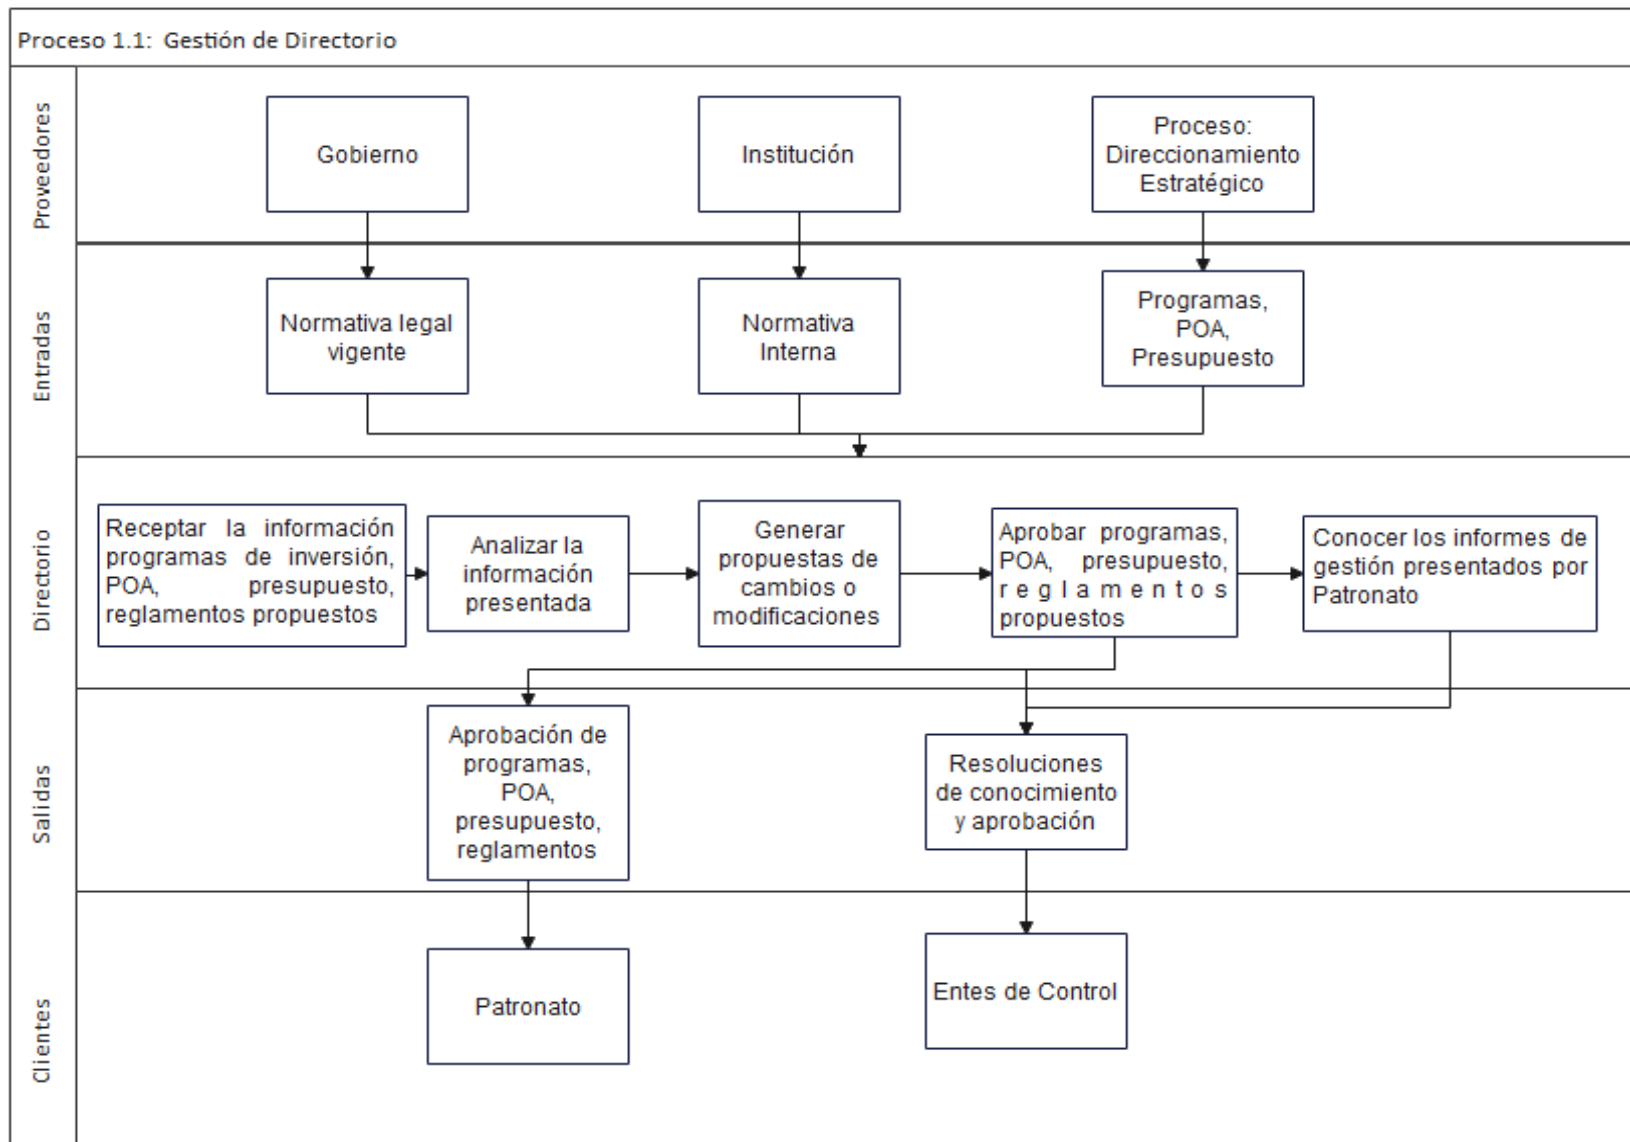 Proceso 1.1: Gestión de Directorio
Proveedores
Gobierno
Institución
Proceso:
Direccionamiento
Estratégico
Entradas
Normativa legal
vigente
Normativa
Interna
Programas,
POA,
Presupuesto
Directorio
Receptar la información
programas de inversión,
POA, presupuesto,
reglamentos propuestos
Analizar la
información
presentada
Generar
propuestas de
cambios o
modificaciones
Aprobar programas,
POA, presupuesto,
reglamentos
propuestos
Conocer los informes de
gestión presentados por
Patronato
Salidas
Aprobación de
programas,
POA,
presupuesto,
reglamentos
Resoluciones
de conocimiento
y aprobación
Clientes
Patronato
Entes de Control